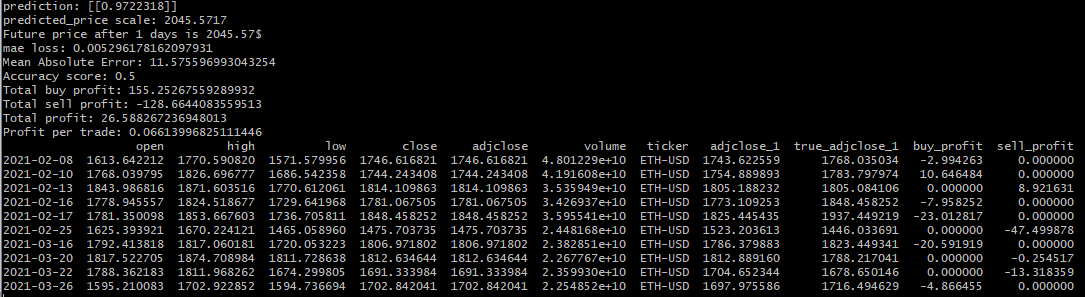 prediction: [[0.9722318]]
predicted_price scale: 2045.5717
Future price after 1 days is 2045.57$
mae loss: 0.005296178162097931
Mean Absolute Error: 11.575596993043254
Accuracy score: 0.5
Total buy profit: 155.25267559289932
Total sell profit: -128.6644083559513
Total profit: 26.588267236948013
Profit per trade: 0.06613996825111446
open high low close adjclose volume ticker adjclose_1 true_adjclose_1 buy_profit sell_profit
2021-02-08 1613.642212 1770.590820 1571.579956 1746.616821 1746.616821 4.801229e+10 ETH-USD 1743.622559 1768.035034 -2.994263 0.000000
2021-02-10 1768.039795 1826.696777 1686.542358 1744.243408 1744.243408 4.191608e+10 ETH-USD 1754.889893 1783.797974 10.646484 0.000000
2021-02-13 1843.986816 1871.603516 1770.612061 1814.109863 1814.109863 3.535949e+10 ETH-USD 1805.188232 1805.084106 0.000000 8.921631
2021-02-16 1778.945557 1824.518677 1729.641968 1781.067505 1781.067505 3.426937e+10 ETH-USD 1773.109253 1848.458252 -7.958252 0.000000
2021-02-17 1781.350098 1853.667603 1736.705811 1848.458252 1848.458252 3.595541e+10 ETH-USD 1825.445435 1937.449219 -23.012817 0.000000
2021-02-25 1625.393921 1670.224121 1465.058960 1475.703735 1475.703735 2.448168e+10 ETH-USD 1523.203613 1446.033691 0.000000 -47.499878
2021-03-16 1792.413818 1817.060181 1720.053223 1806.971802 1806.971802 2.382851e+10 ETH-USD 1786.379883 1823.449341 -20.591919 0.000000
2021-03-20 1817.522705 1874.708984 1811.728638 1812.634644 1812.634644 2.267767e+10 ETH-USD 1812.889160 1788.217041 0.000000 -0.254517
2021-03-22 1788.362183 1811.968262 1674.299805 1691.333984 1691.333984 2.359930e+10 ETH-USD 1704.652344 1678.650146 0.000000 -13.318359
2021-03-26 1595.210083 1702.922852 1594.736694 1702.842041 1702.842041 2.254852e+10 ETH-USD 1697.975586 1716.494629 -4.866455 0.000000